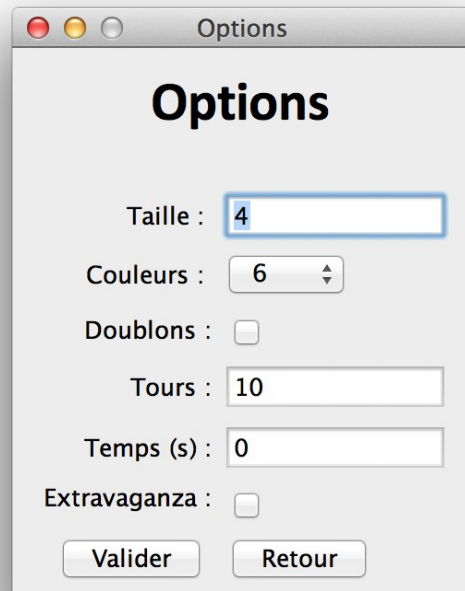 Options
Options
Taille : 4
Couleurs : 6
Doublons :
Tours : 10
Temps (s) : 0
Extravaganza :
Valider Retour